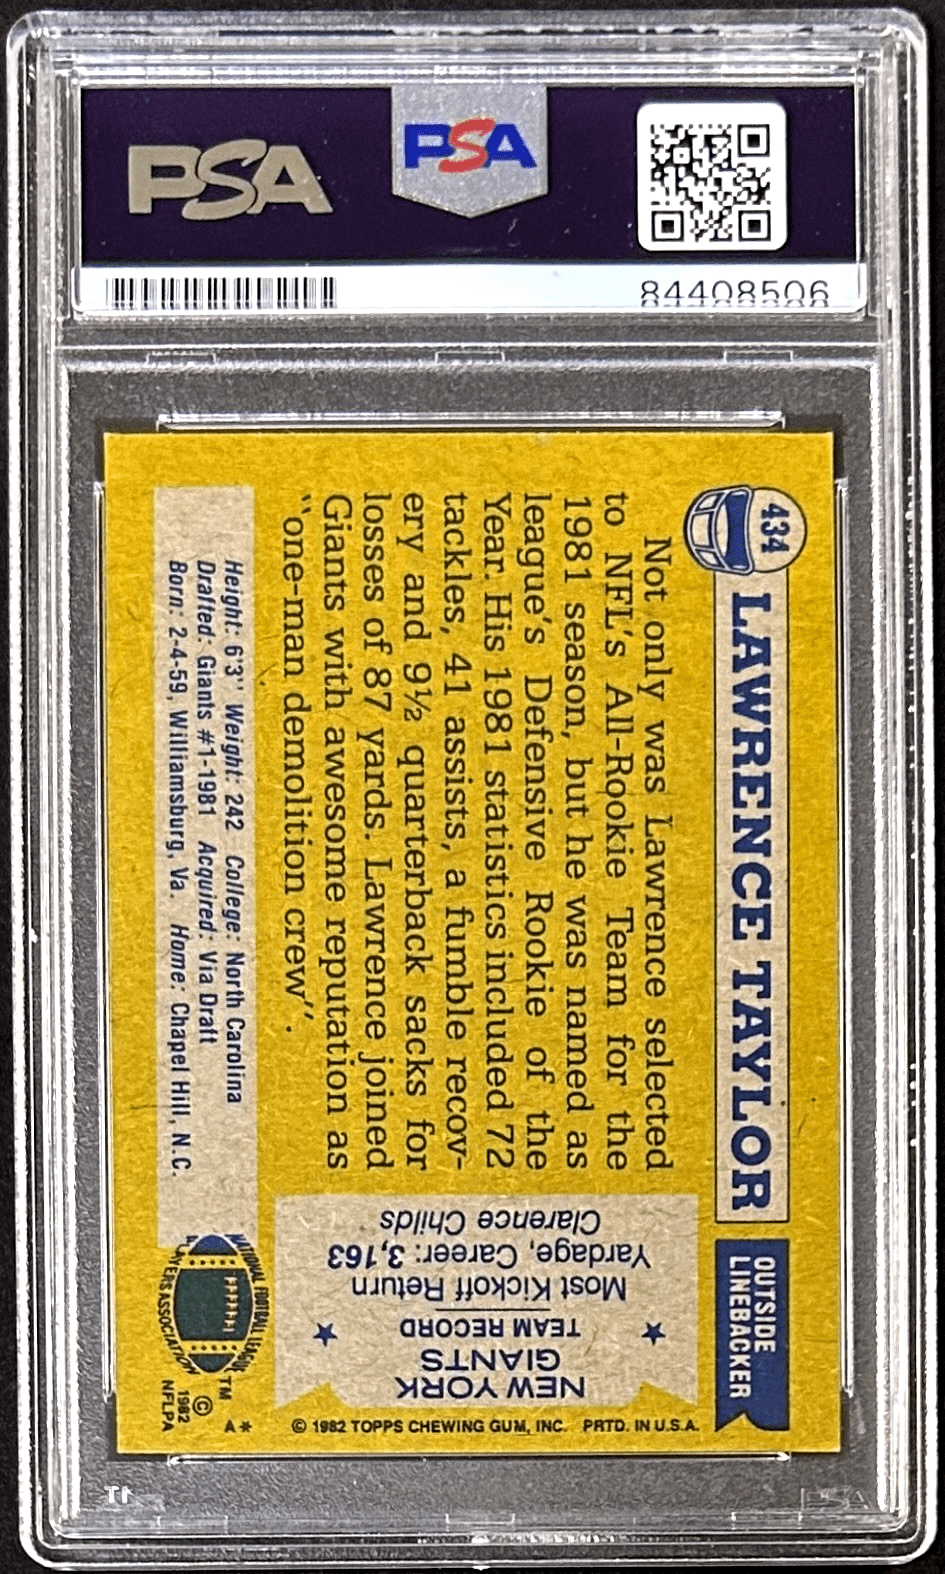 PSA
PSA
84408506
434
LAWRENCE TAYLOR
OUTSIDE
LINEBACKER
Not only was Lawrence selected
to NFL's All-Rookie Team for the
1981 season, but he was named as
league's Defensive Rookie of the
Year. His 1981 statistics included 72
tackles, 41 assists, a fumble recov-
ery and 9½ quarterback sacks for
losses of 87 yards. Lawrence joined
Giants with awesome reputation as
"one-man demolition crew".
Height: 6'3" Weight: 242 College: North Carolina
Drafted: Giants #1-1981 Acquired: Via Draft
Born: 2-4-59, Williamsburg, Va. Home: Chapel Hill, N.C.
NEW YORK
GIANTS
TEAM RECORD
Most Kickoff Return
Yardage, Career: 3,163
Clarence Childs
NATIONAL FOOTBALL LEAGUE
PLAYERS ASSOCIATION
TM
©
1982
NFLPA
A*
© 1982 TOPPS CHEWING GUM, INC. PRTD. IN U.S.A.
PSA